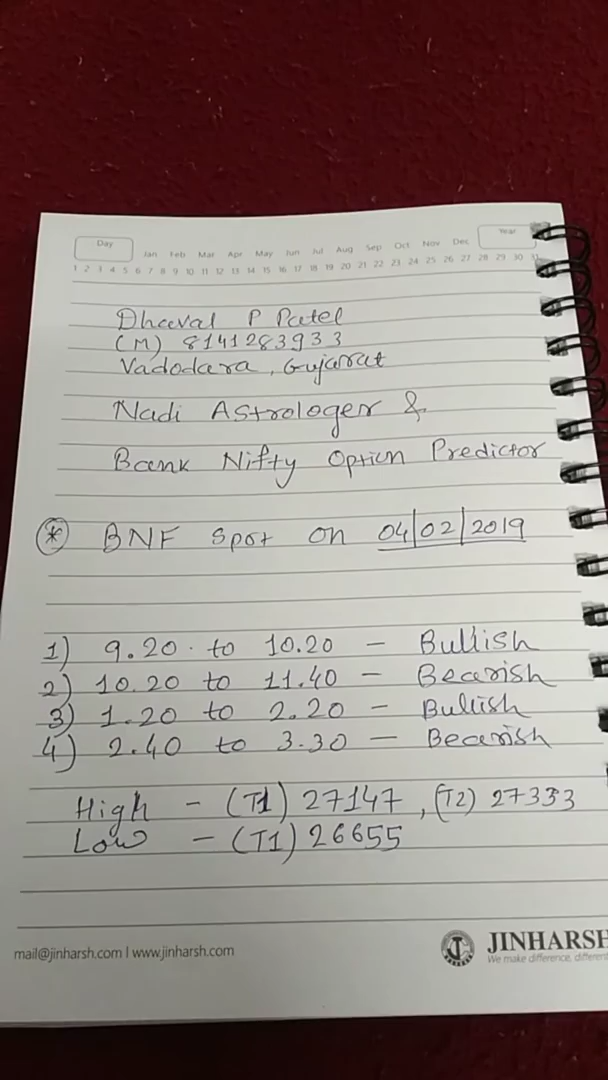 Day
Jan Feb Mar Apr May Jun Jul Aug Sep Oct Nov Dec
Year
1 2 3 4 5 6 7 8 9 10 11 12 13 14 15 16 17 18 19 20 21 22 23 24 25 26 27 28 29 30 31
Dhaval P Patel
(M) 8141283933
Vadodara, Gujarat
Nadi Astrologer &
Bank Nifty Option Predictor
* BNF Spot on 04/02/2019
1) 9.20 to 10.20 - Bullish
2) 10.20 to 11.40 - Bearish
3) 1.20 to 2.20 - Bullish
4) 2.40 to 3.30 - Bearish
High - (T1) 27147, (T2) 27333
Low - (T1) 26655
mail@jinharsh.com | www.jinharsh.com
JINHARSH
We make difference, different